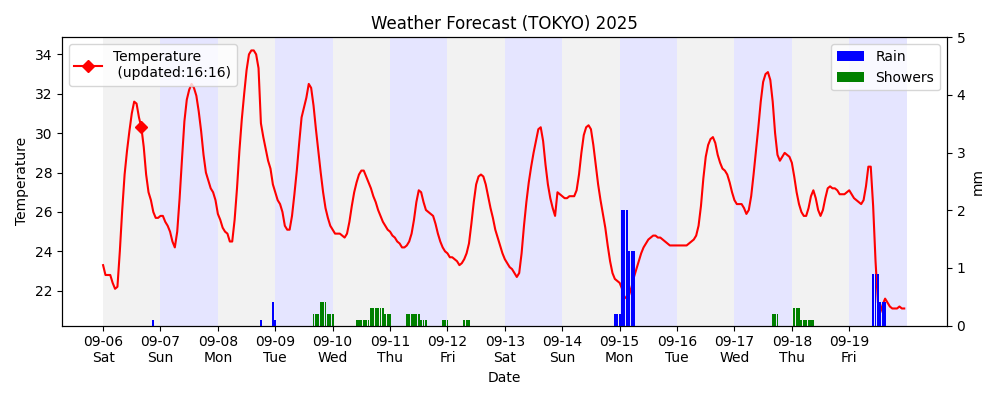 Weather Forecast (TOKYO) 2025
Temperature
(updated:16:16)
Rain
Showers
Temperature
34
32
30
28
26
24
22
5
4
3
2
1
0
mm
09-06 09-07 09-08 09-09 09-10 09-11 09-12 09-13 09-14 09-15 09-16 09-17 09-18 09-19
Sat Sun Mon Tue Wed Thu Fri Sat Sun Mon Tue Wed Thu Fri
Date